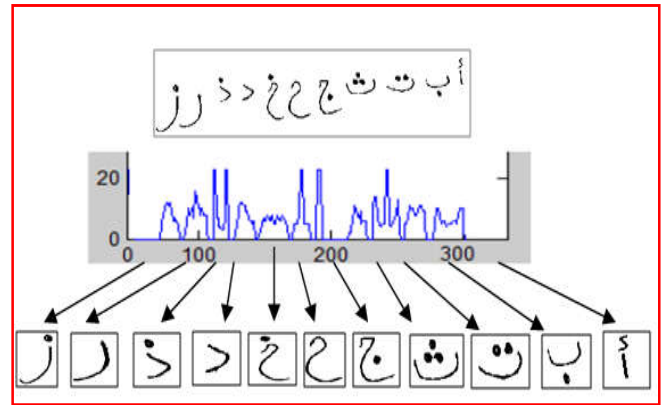 أ ب ت ث ج ح خ د ذ ر ز
20
0
0 100 200 300
أ ب ت ث ج ح خ د ذ ر ز